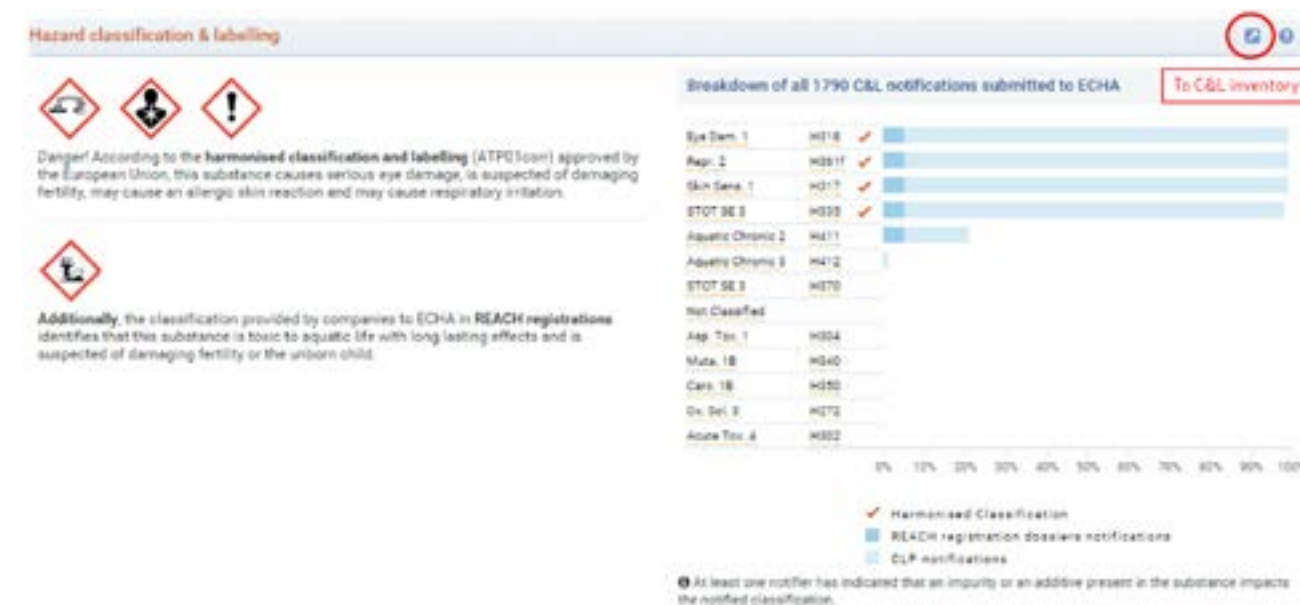 Hazard classification & labelling
Danger! According to the harmonised classification and labelling (ATP01corr) approved by
the European Union, this substance causes serious eye damage, is suspected of damaging
fertility, may cause an allergic skin reaction and may cause respiratory irritation.
Additionally, the classification provided by companies to ECHA in REACH registrations
identifies that this substance is toxic to aquatic life with long lasting effects and is
suspected of damaging fertility or the unborn child.
Breakdown of all 1790 C&L notifications submitted to ECHA
To C&L inventory
Eye Dam. 1 H318
Repr. 2 H361f
Skin Sens. 1 H317
STOT SE 3 H335
Aquatic Chronic 2 H411
Aquatic Chronic 3 H412
STOT SE 3 H370
Not Classified
Asp. Tox. 1 H304
Muta. 1B H340
Carc. 1B H350
Ox. Sol. 3 H272
Acute Tox. 4 H302
0% 10% 20% 30% 40% 50% 60% 70% 80% 90% 100%
Harmonised Classification
REACH registration dossiers notifications
CLP notifications
At least one notifier has indicated that an impurity or an additive present in the substance impacts
the notified classification.